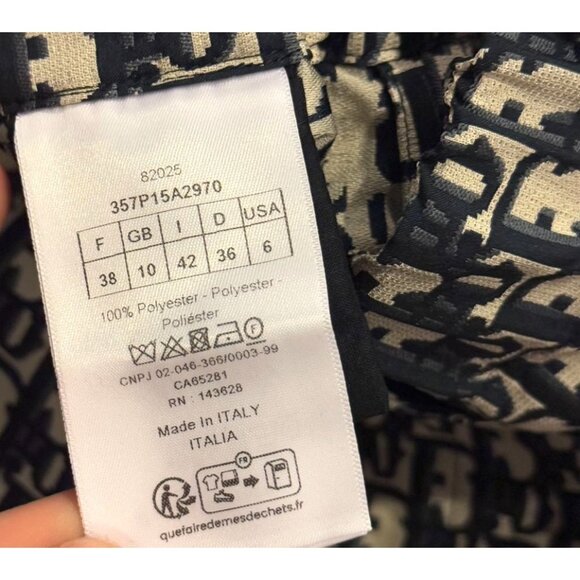 82025
357P15A2970
F GB I D USA
38 10 42 36 6
100% Polyester - Polyester -
Poliéster
F
CNPJ 02-046-366/0003-99
CA65281
RN : 143628
Made In ITALY
ITALIA
FR
quefairedemesdechets.fr